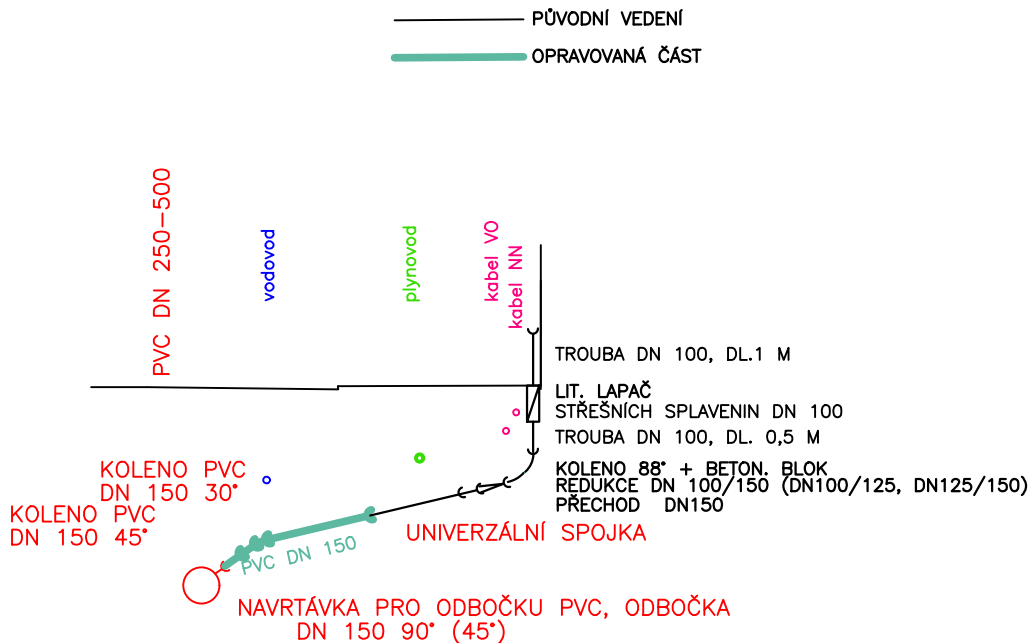 PŮVODNÍ VEDENÍ
OPRAVOVANÁ ČÁST
PVC DN 250-500
vodovod
plynovod
kabel VO
kabel NN
TROUBA DN 100, DL.1 M
LIT. LAPAČ
STŘEŠNÍCH SPLAVENIN DN 100
TROUBA DN 100, DL. 0,5 M
KOLENO 88° + BETON. BLOK
REDUKCE DN 100/150 (DN100/125, DN125/150)
PŘECHOD DN150
KOLENO PVC
DN 150 30°
KOLENO PVC
DN 150 45°
UNIVERZÁLNÍ SPOJKA
PVC DN 150
NAVRTÁVKA PRO ODBOČKU PVC, ODBOČKA
DN 150 90° (45°)